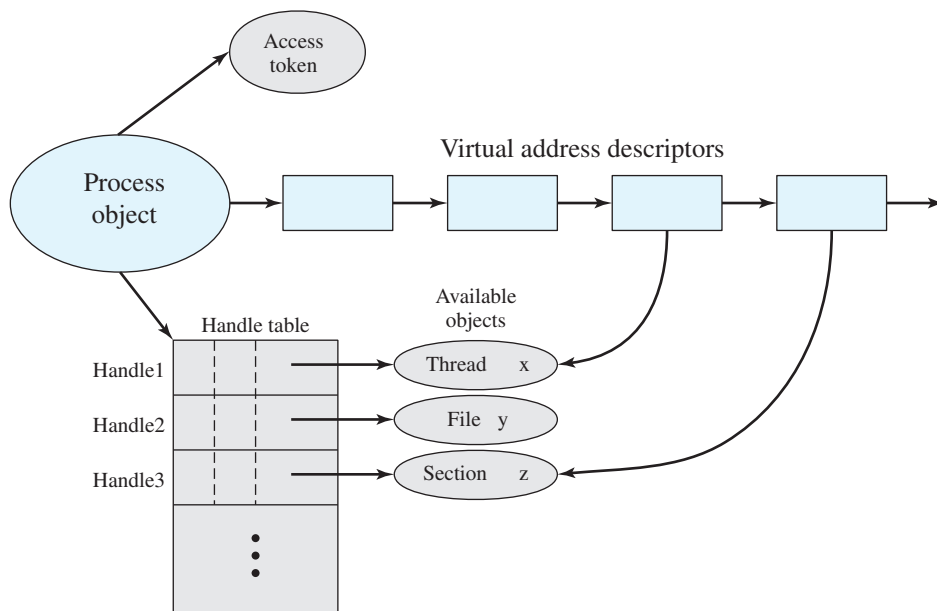 Access
token
Virtual address descriptors
Process
object
Available
objects
Handle table
Handle1
Thread x
Handle2
File y
Handle3
Section z